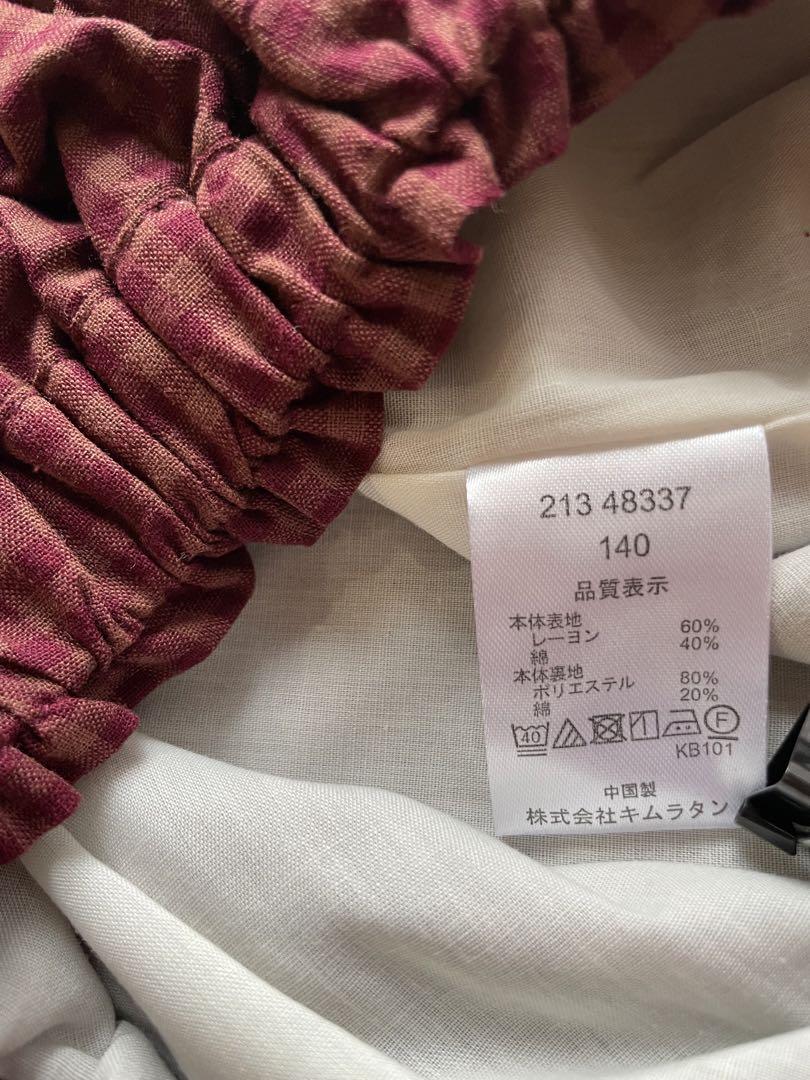 213 48337
140
品質表示
本体表地
レーヨン 60%
綿 40%
本体裏地
ポリエステル 80%
綿 20%
40 F
KB101
中国製
株式会社キムラタン